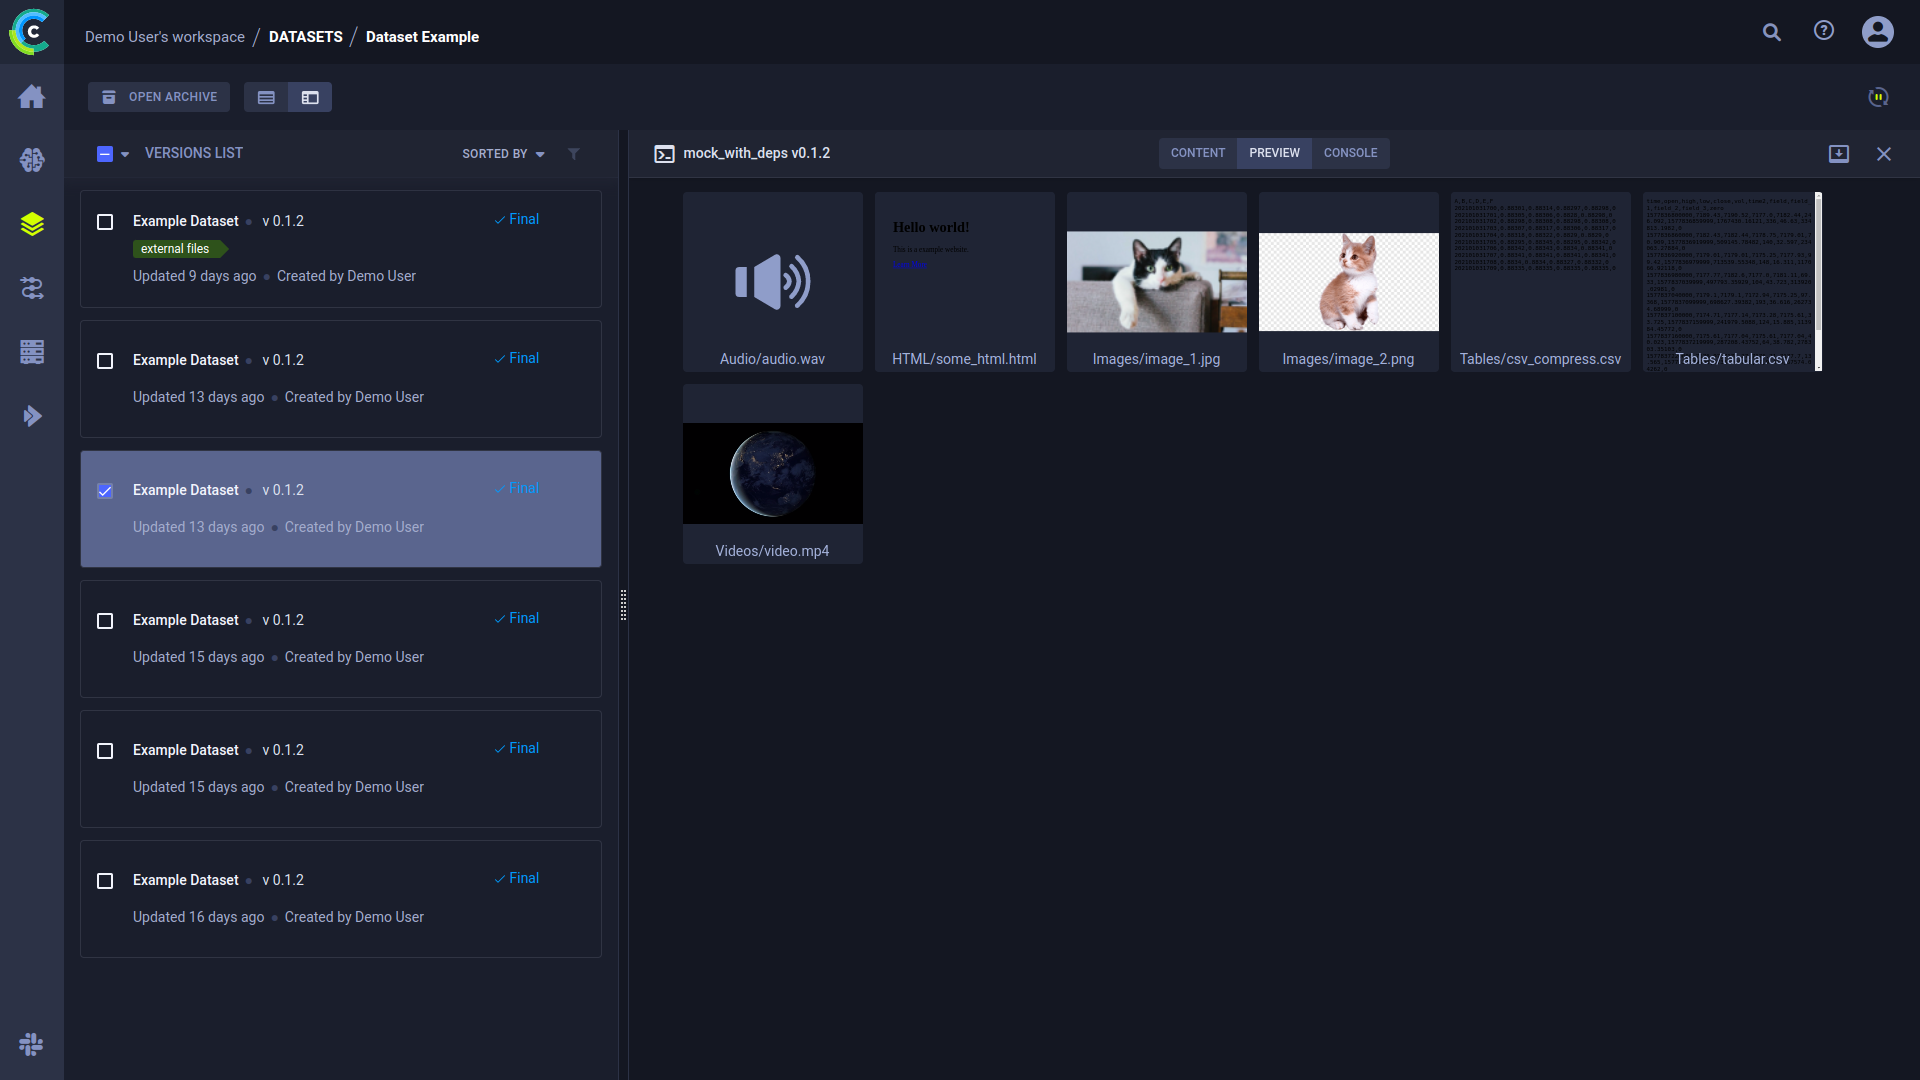 Demo User's workspace / DATASETS / Dataset Example
OPEN ARCHIVE
VERSIONS LIST
SORTED BY
Example Dataset • v 0.1.2
Final
external files
Updated 9 days ago • Created by Demo User
Example Dataset • v 0.1.2
Final
Updated 13 days ago • Created by Demo User
Example Dataset • v 0.1.2
Final
Updated 13 days ago • Created by Demo User
Example Dataset • v 0.1.2
Final
Updated 15 days ago • Created by Demo User
Example Dataset • v 0.1.2
Final
Updated 15 days ago • Created by Demo User
Example Dataset • v 0.1.2
Final
Updated 16 days ago • Created by Demo User
mock_with_deps v0.1.2
CONTENT
PREVIEW
CONSOLE
Audio/audio.wav
Hello world!
This is a example website.
HTML/some_html.html
Images/image_1.jpg
Images/image_2.png
Tables/csv_compress.csv
Tables/tabular.csv
Videos/video.mp4